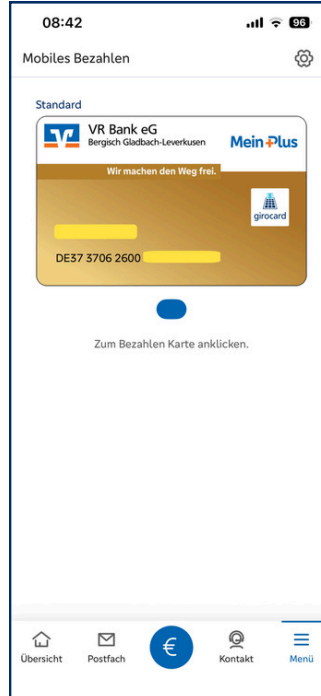 08:42
96
Mobiles Bezahlen
Standard
VR Bank eG
Bergisch Gladbach-Leverkusen
Mein Plus
Wir machen den Weg frei.
girocard
DE37 3706 2600
Zum Bezahlen Karte anklicken.
€
Übersicht
Postfach
Kontakt
Menü